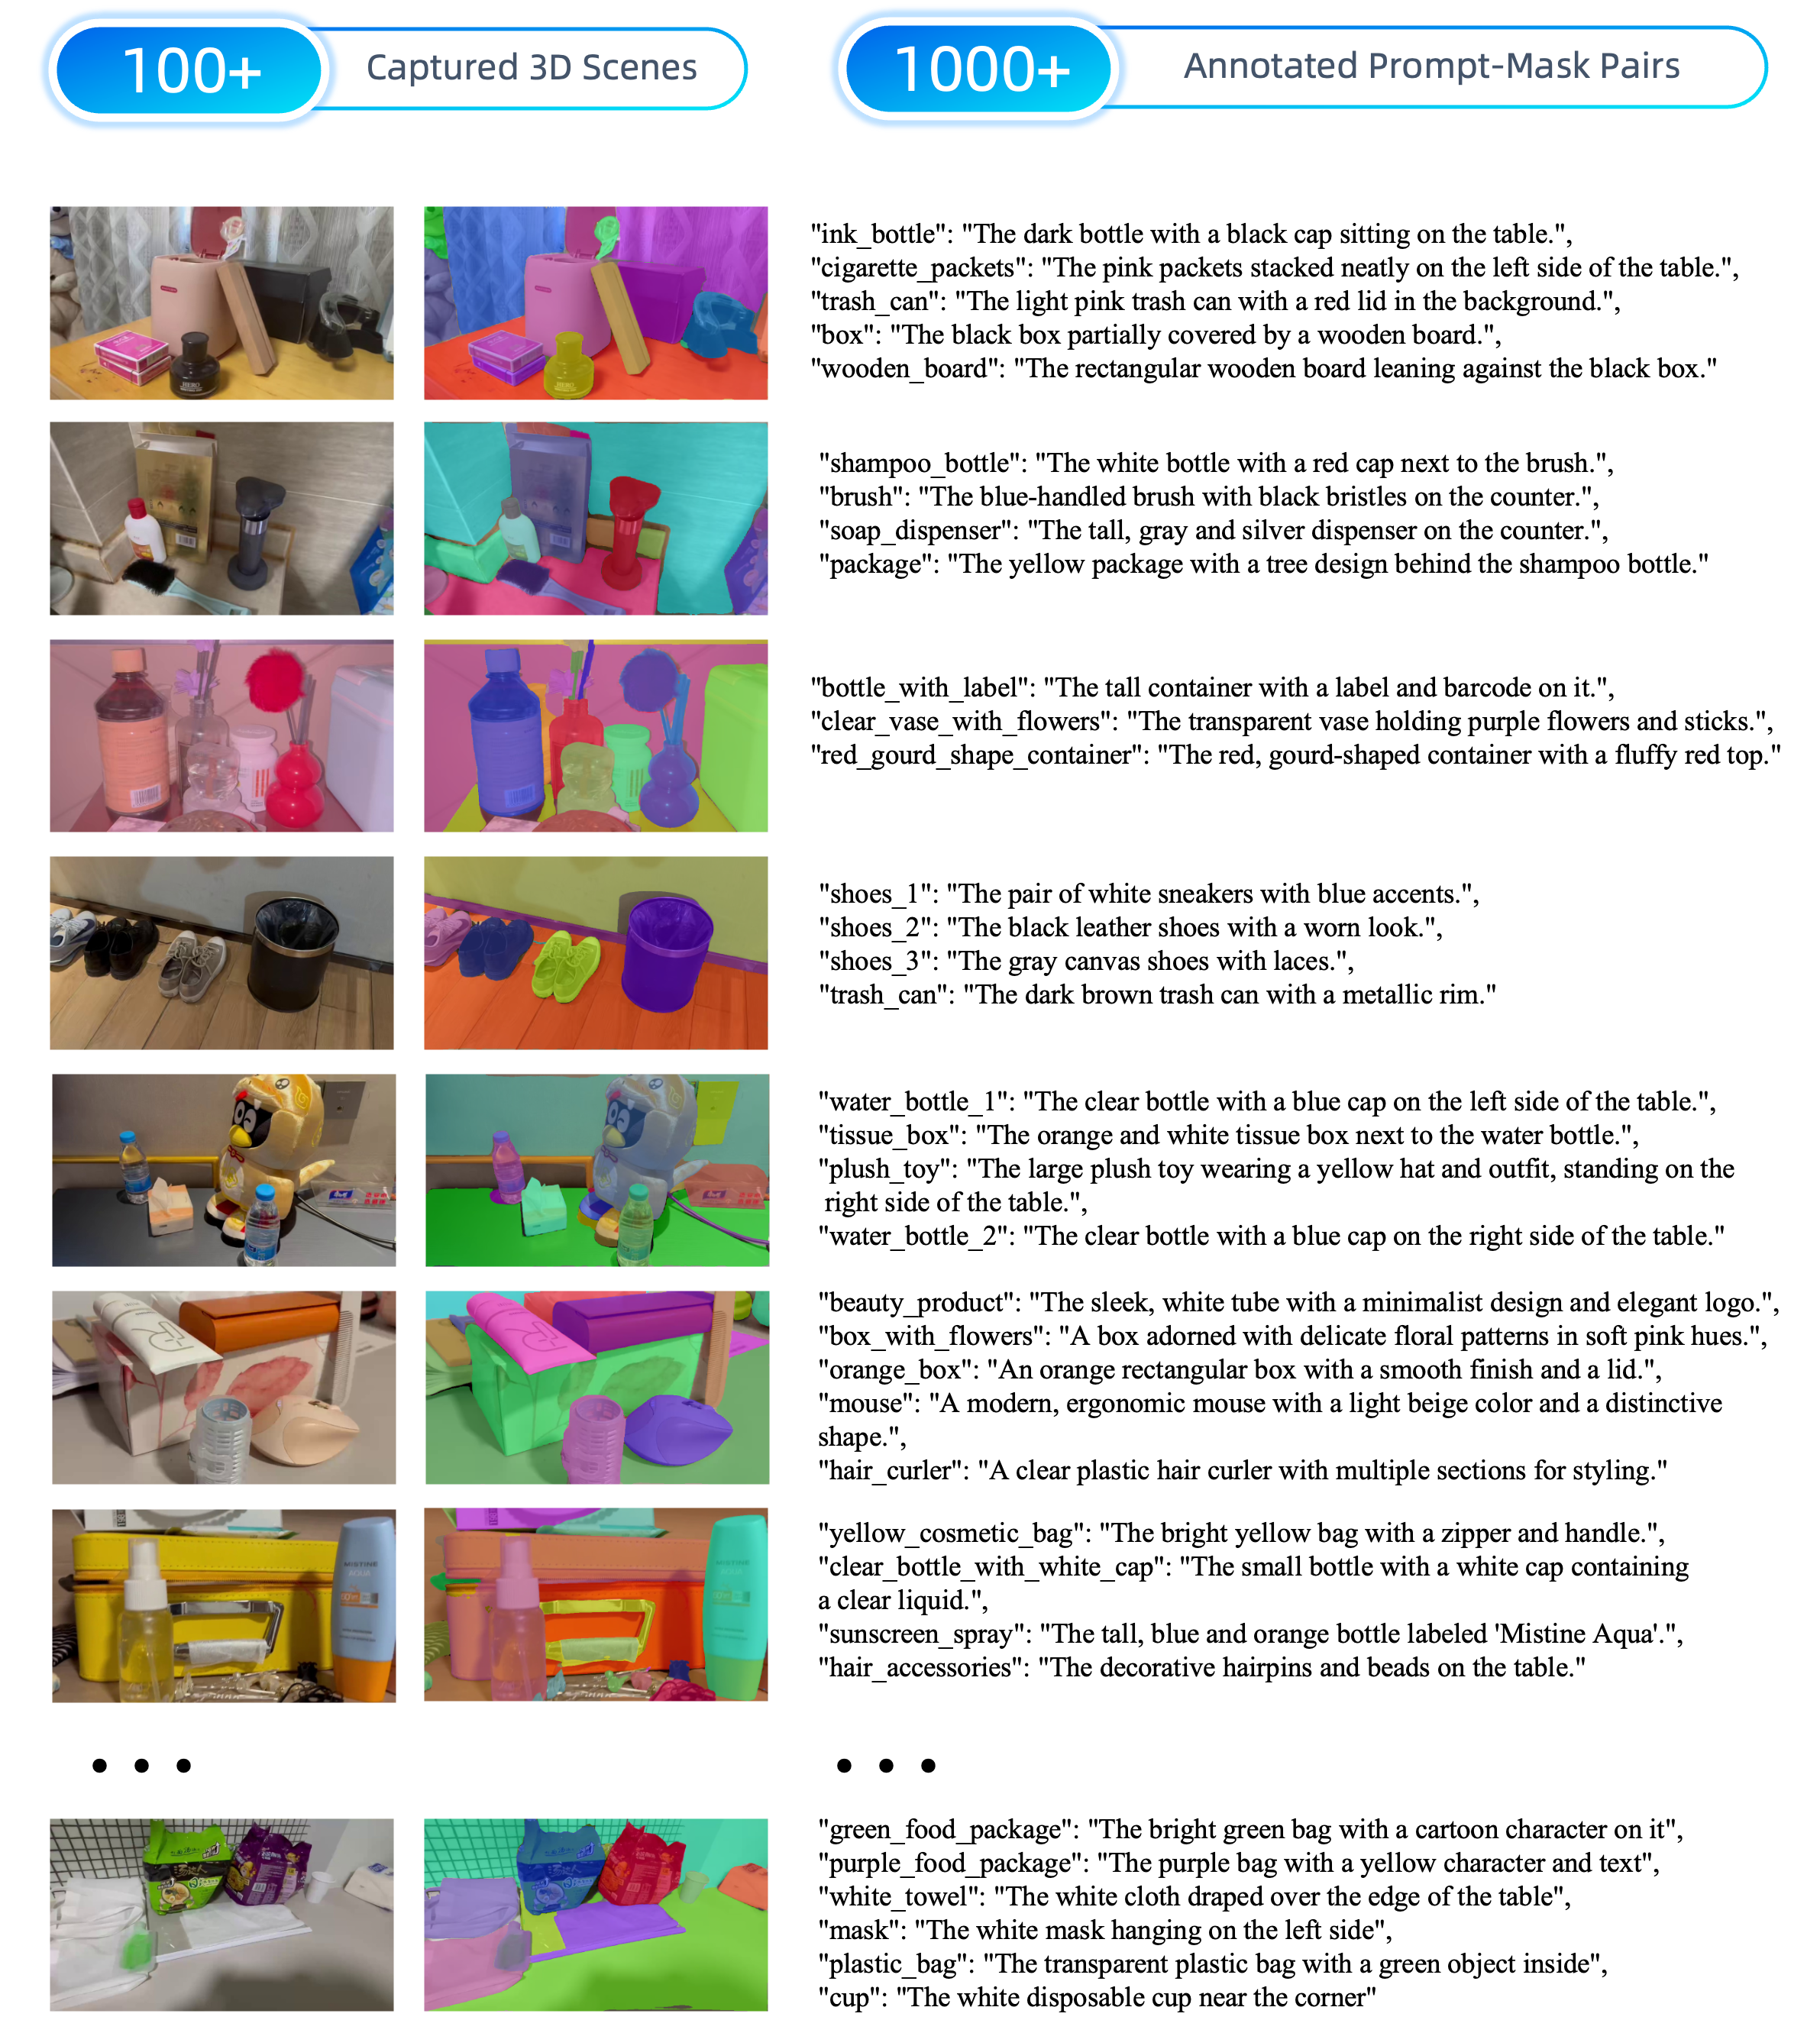 100+
Captured 3D Scenes
1000+
Annotated Prompt-Mask Pairs
"ink_bottle": "The dark bottle with a black cap sitting on the table.",
"cigarette_packets": "The pink packets stacked neatly on the left side of the table.",
"trash_can": "The light pink trash can with a red lid in the background.",
"box": "The black box partially covered by a wooden board.",
"wooden_board": "The rectangular wooden board leaning against the black box."
HERO
"shampoo_bottle": "The white bottle with a red cap next to the brush.",
"brush": "The blue-handled brush with black bristles on the counter.",
"soap_dispenser": "The tall, gray and silver dispenser on the counter.",
"package": "The yellow package with a tree design behind the shampoo bottle."
"bottle_with_label": "The tall container with a label and barcode on it.",
"clear_vase_with_flowers": "The transparent vase holding purple flowers and sticks.",
"red_gourd_shape_container": "The red, gourd-shaped container with a fluffy red top."
"shoes_1": "The pair of white sneakers with blue accents.",
"shoes_2": "The black leather shoes with a worn look.",
"shoes_3": "The gray canvas shoes with laces.",
"trash_can": "The dark brown trash can with a metallic rim."
"water_bottle_1": "The clear bottle with a blue cap on the left side of the table.",
"tissue_box": "The orange and white tissue box next to the water bottle.",
"plush_toy": "The large plush toy wearing a yellow hat and outfit, standing on the
right side of the table.",
"water_bottle_2": "The clear bottle with a blue cap on the right side of the table."
"beauty_product": "The sleek, white tube with a minimalist design and elegant logo.",
"box_with_flowers": "A box adorned with delicate floral patterns in soft pink hues.",
"orange_box": "An orange rectangular box with a smooth finish and a lid.",
"mouse": "A modern, ergonomic mouse with a light beige color and a distinctive
shape.",
"hair_curler": "A clear plastic hair curler with multiple sections for styling."
MISTINE
AQUA
"yellow_cosmetic_bag": "The bright yellow bag with a zipper and handle.",
"clear_bottle_with_white_cap": "The small bottle with a white cap containing
a clear liquid.",
"sunscreen_spray": "The tall, blue and orange bottle labeled 'Mistine Aqua'.",
"hair_accessories": "The decorative hairpins and beads on the table."
• • •
• • •
"green_food_package": "The bright green bag with a cartoon character on it",
"purple_food_package": "The purple bag with a yellow character and text",
"white_towel": "The white cloth draped over the edge of the table",
"mask": "The white mask hanging on the left side",
"plastic_bag": "The transparent plastic bag with a green object inside",
"cup": "The white disposable cup near the corner"